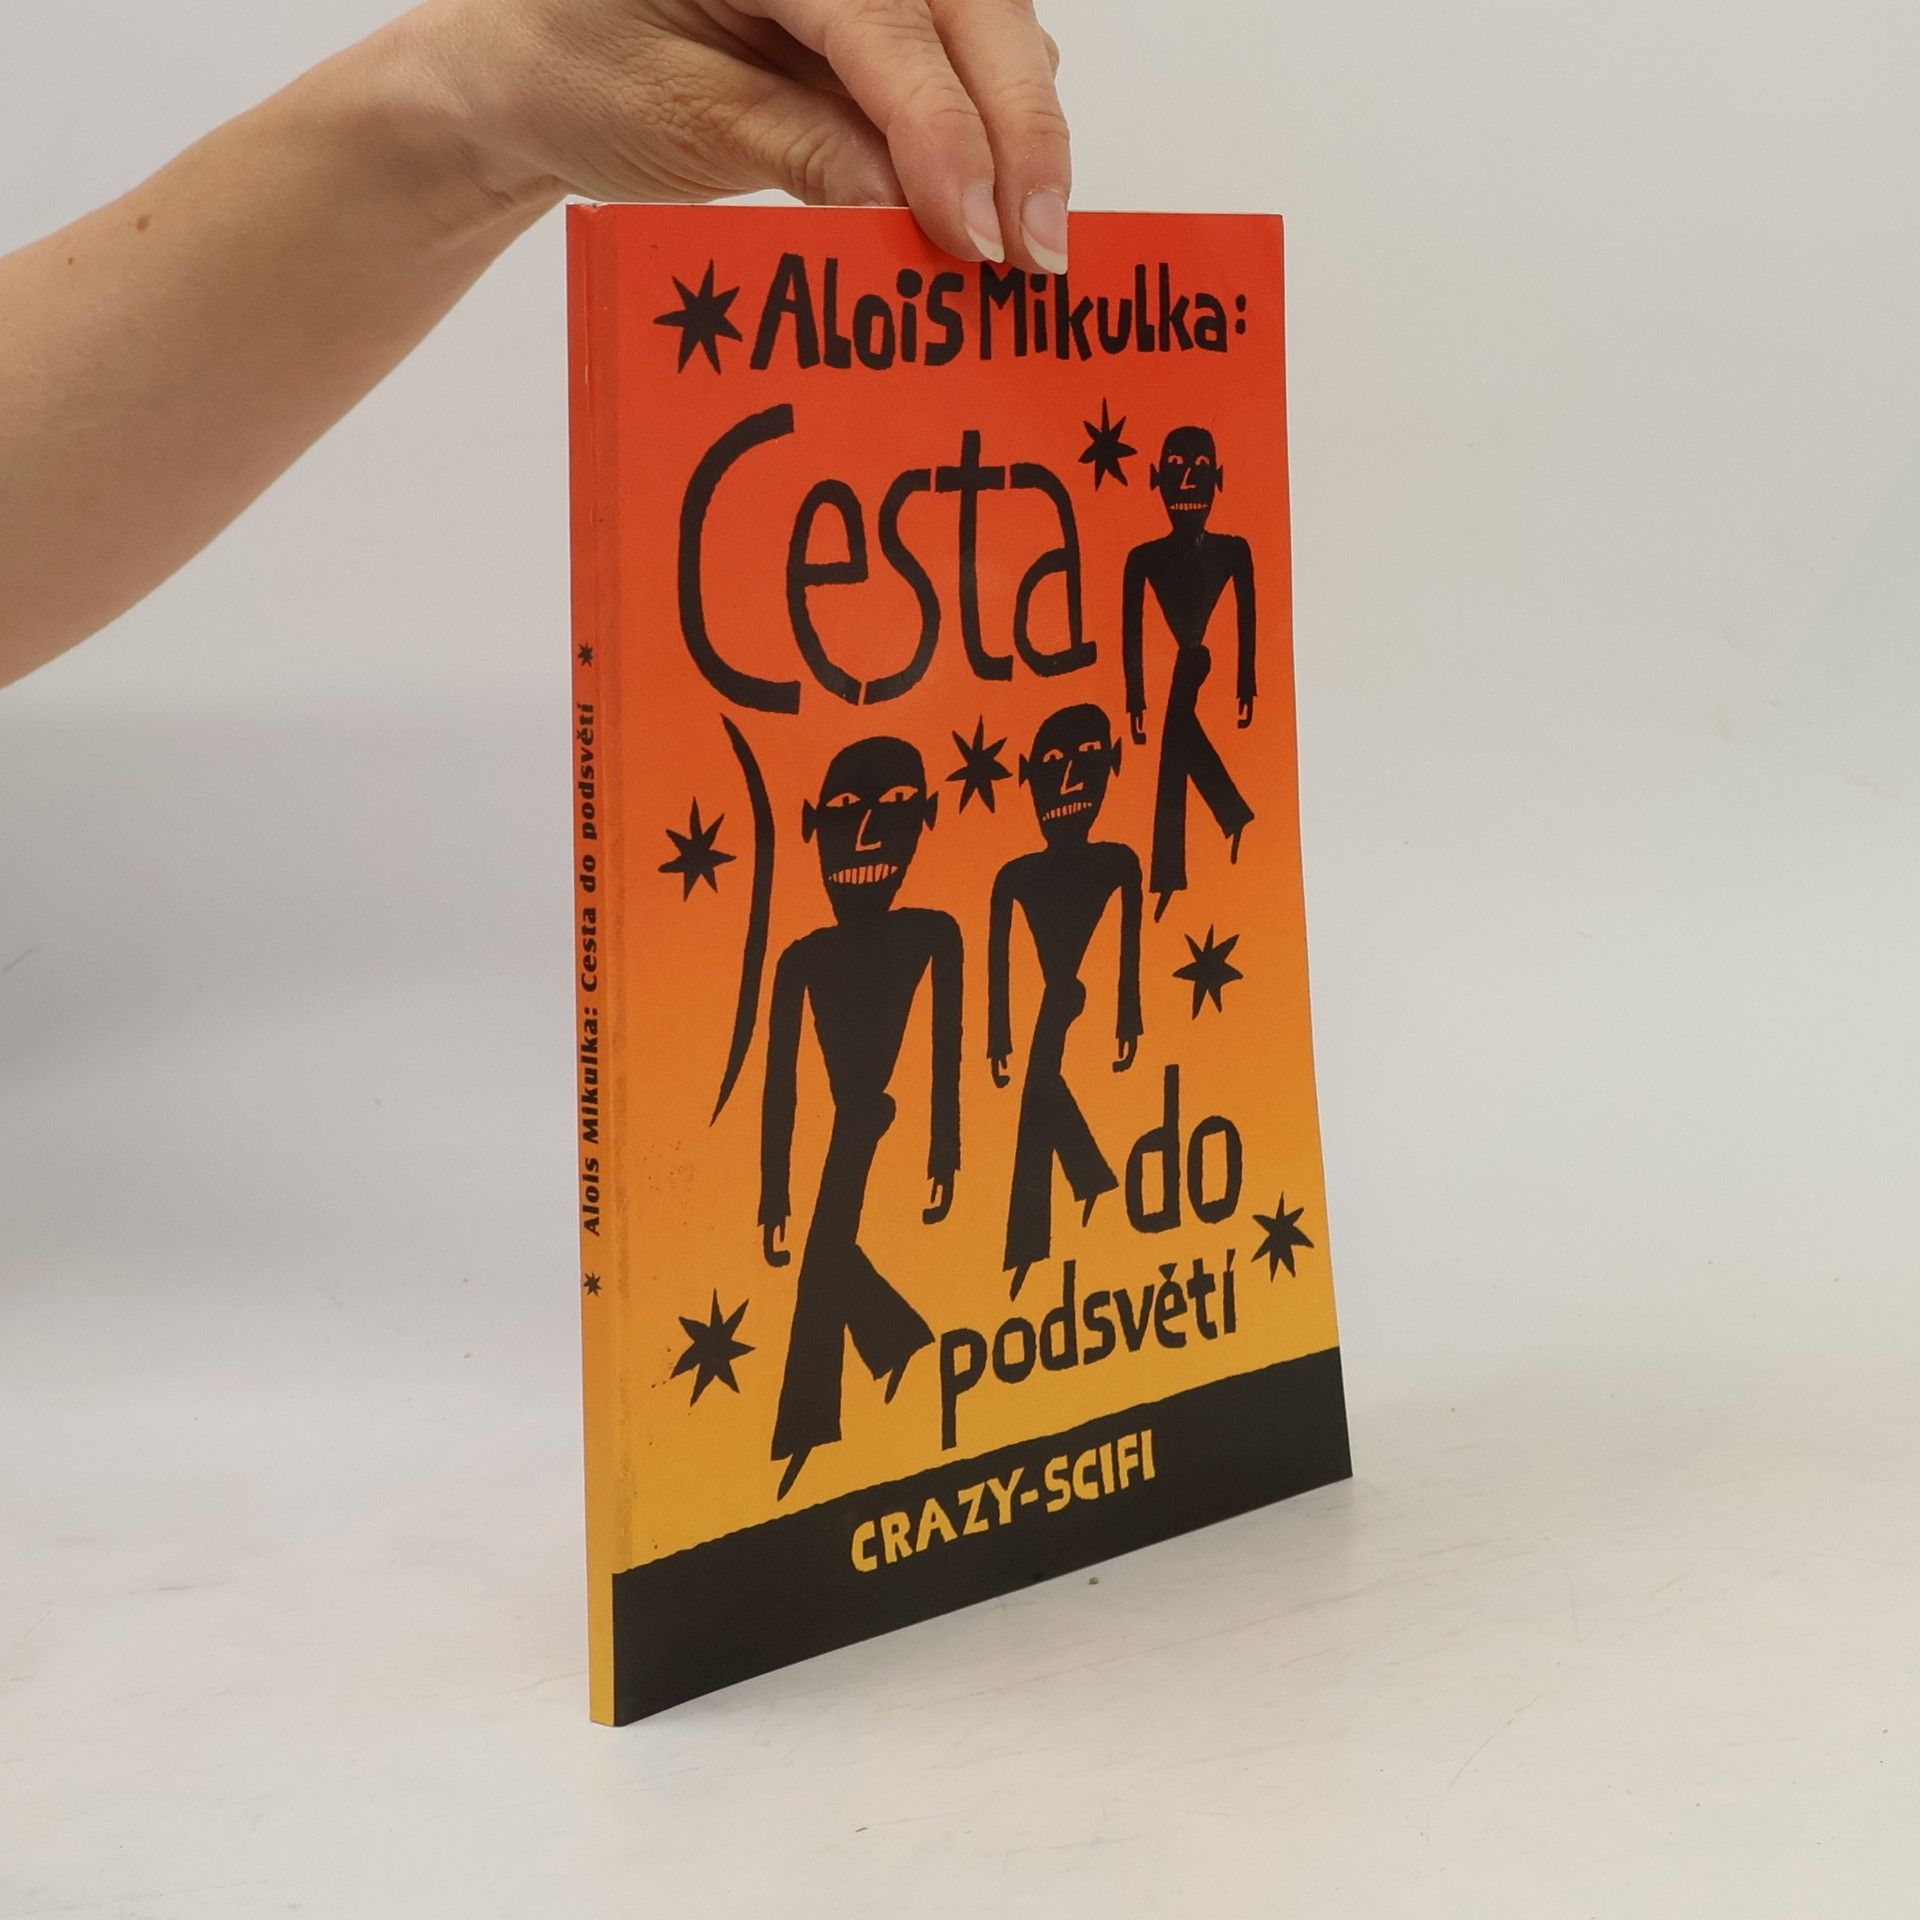 Alois Mikulka:
Cesta
do
podsvětí
CRAZY-SCIFI
Alois Mikulka: Cesta do podsvětí